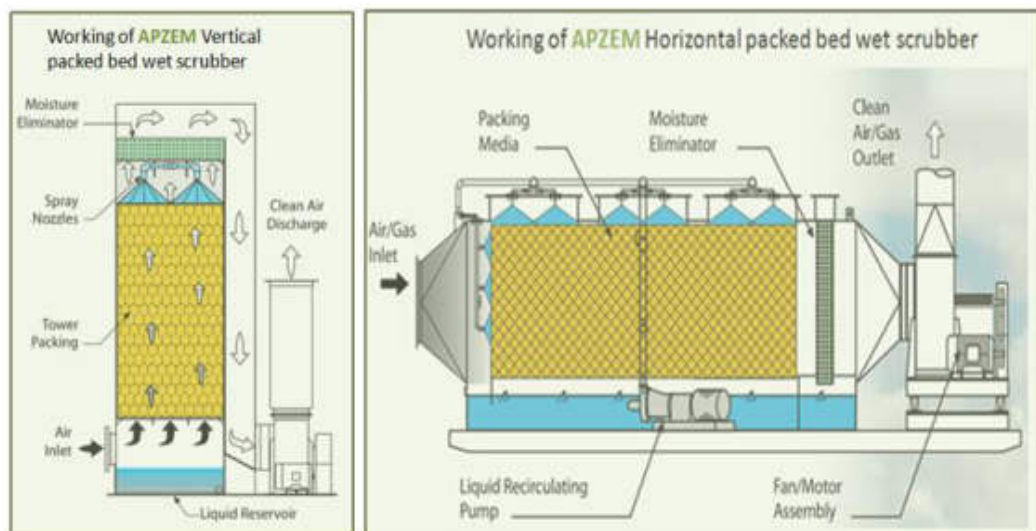 Working of APZEM Vertical
packed bed wet scrubber
Moisture
Eliminator
Spray
Nozzles
Clean Air
Discharge
Tower
Packing
Air
Inlet
Liquid Reservoir
Working of APZEM Horizontal packed bed wet scrubber
Packing
Media
Moisture
Eliminator
Clean
Air/Gas
Outlet
Air/Gas
Inlet
Liquid Recirculating
Pump
Fan/Motor
Assembly